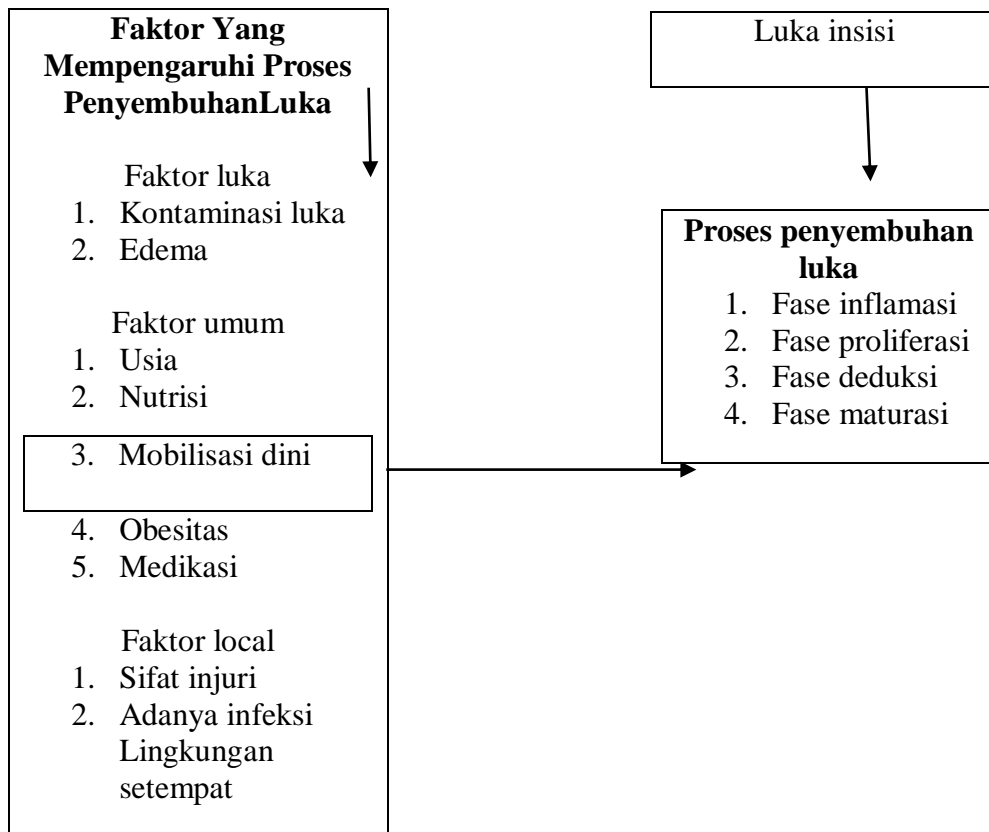 Faktor Yang
Mempengaruhi Proses
PenyembuhanLuka
Faktor luka
1. Kontaminasi luka
2. Edema
Faktor umum
1. Usia
2. Nutrisi
3. Mobilisasi dini
4. Obesitas
5. Medikasi
Faktor local
1. Sifat injuri
2. Adanya infeksi
Lingkungan
setempat
Luka insisi
Proses penyembuhan
luka
1. Fase inflamasi
2. Fase proliferasi
3. Fase deduksi
4. Fase maturasi